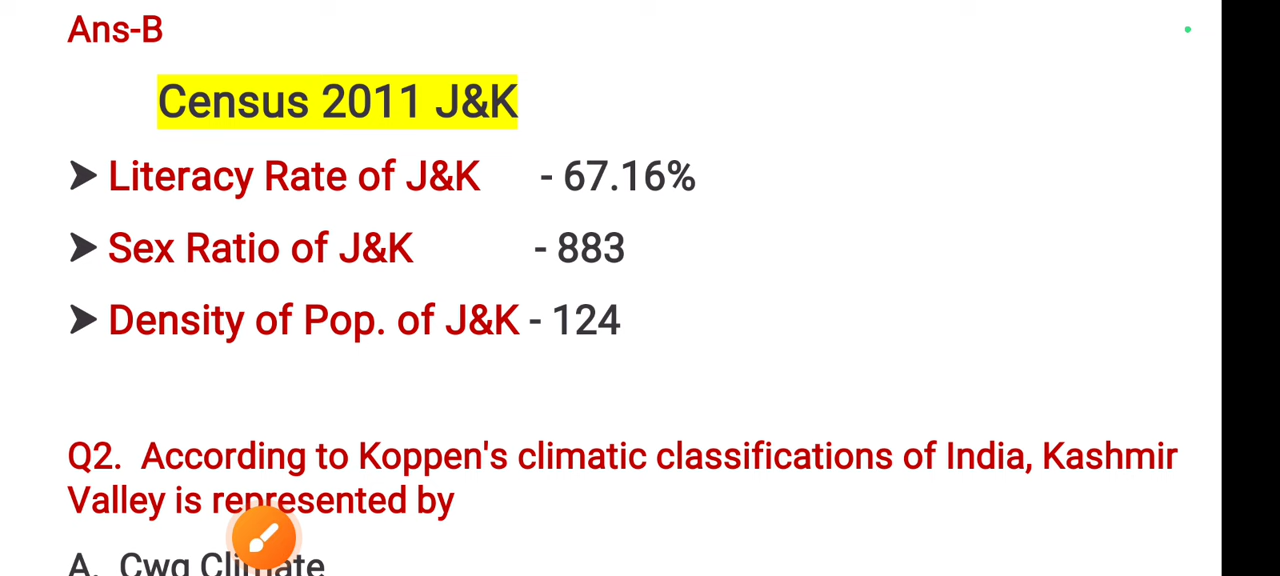 Ans-B
Census 2011 J&K
➤ Literacy Rate of J&K - 67.16%
➤ Sex Ratio of J&K - 883
➤ Density of Pop. of J&K - 124
Q2. According to Koppen's climatic classifications of India, Kashmir
Valley is represented by
A. Cwg Climate